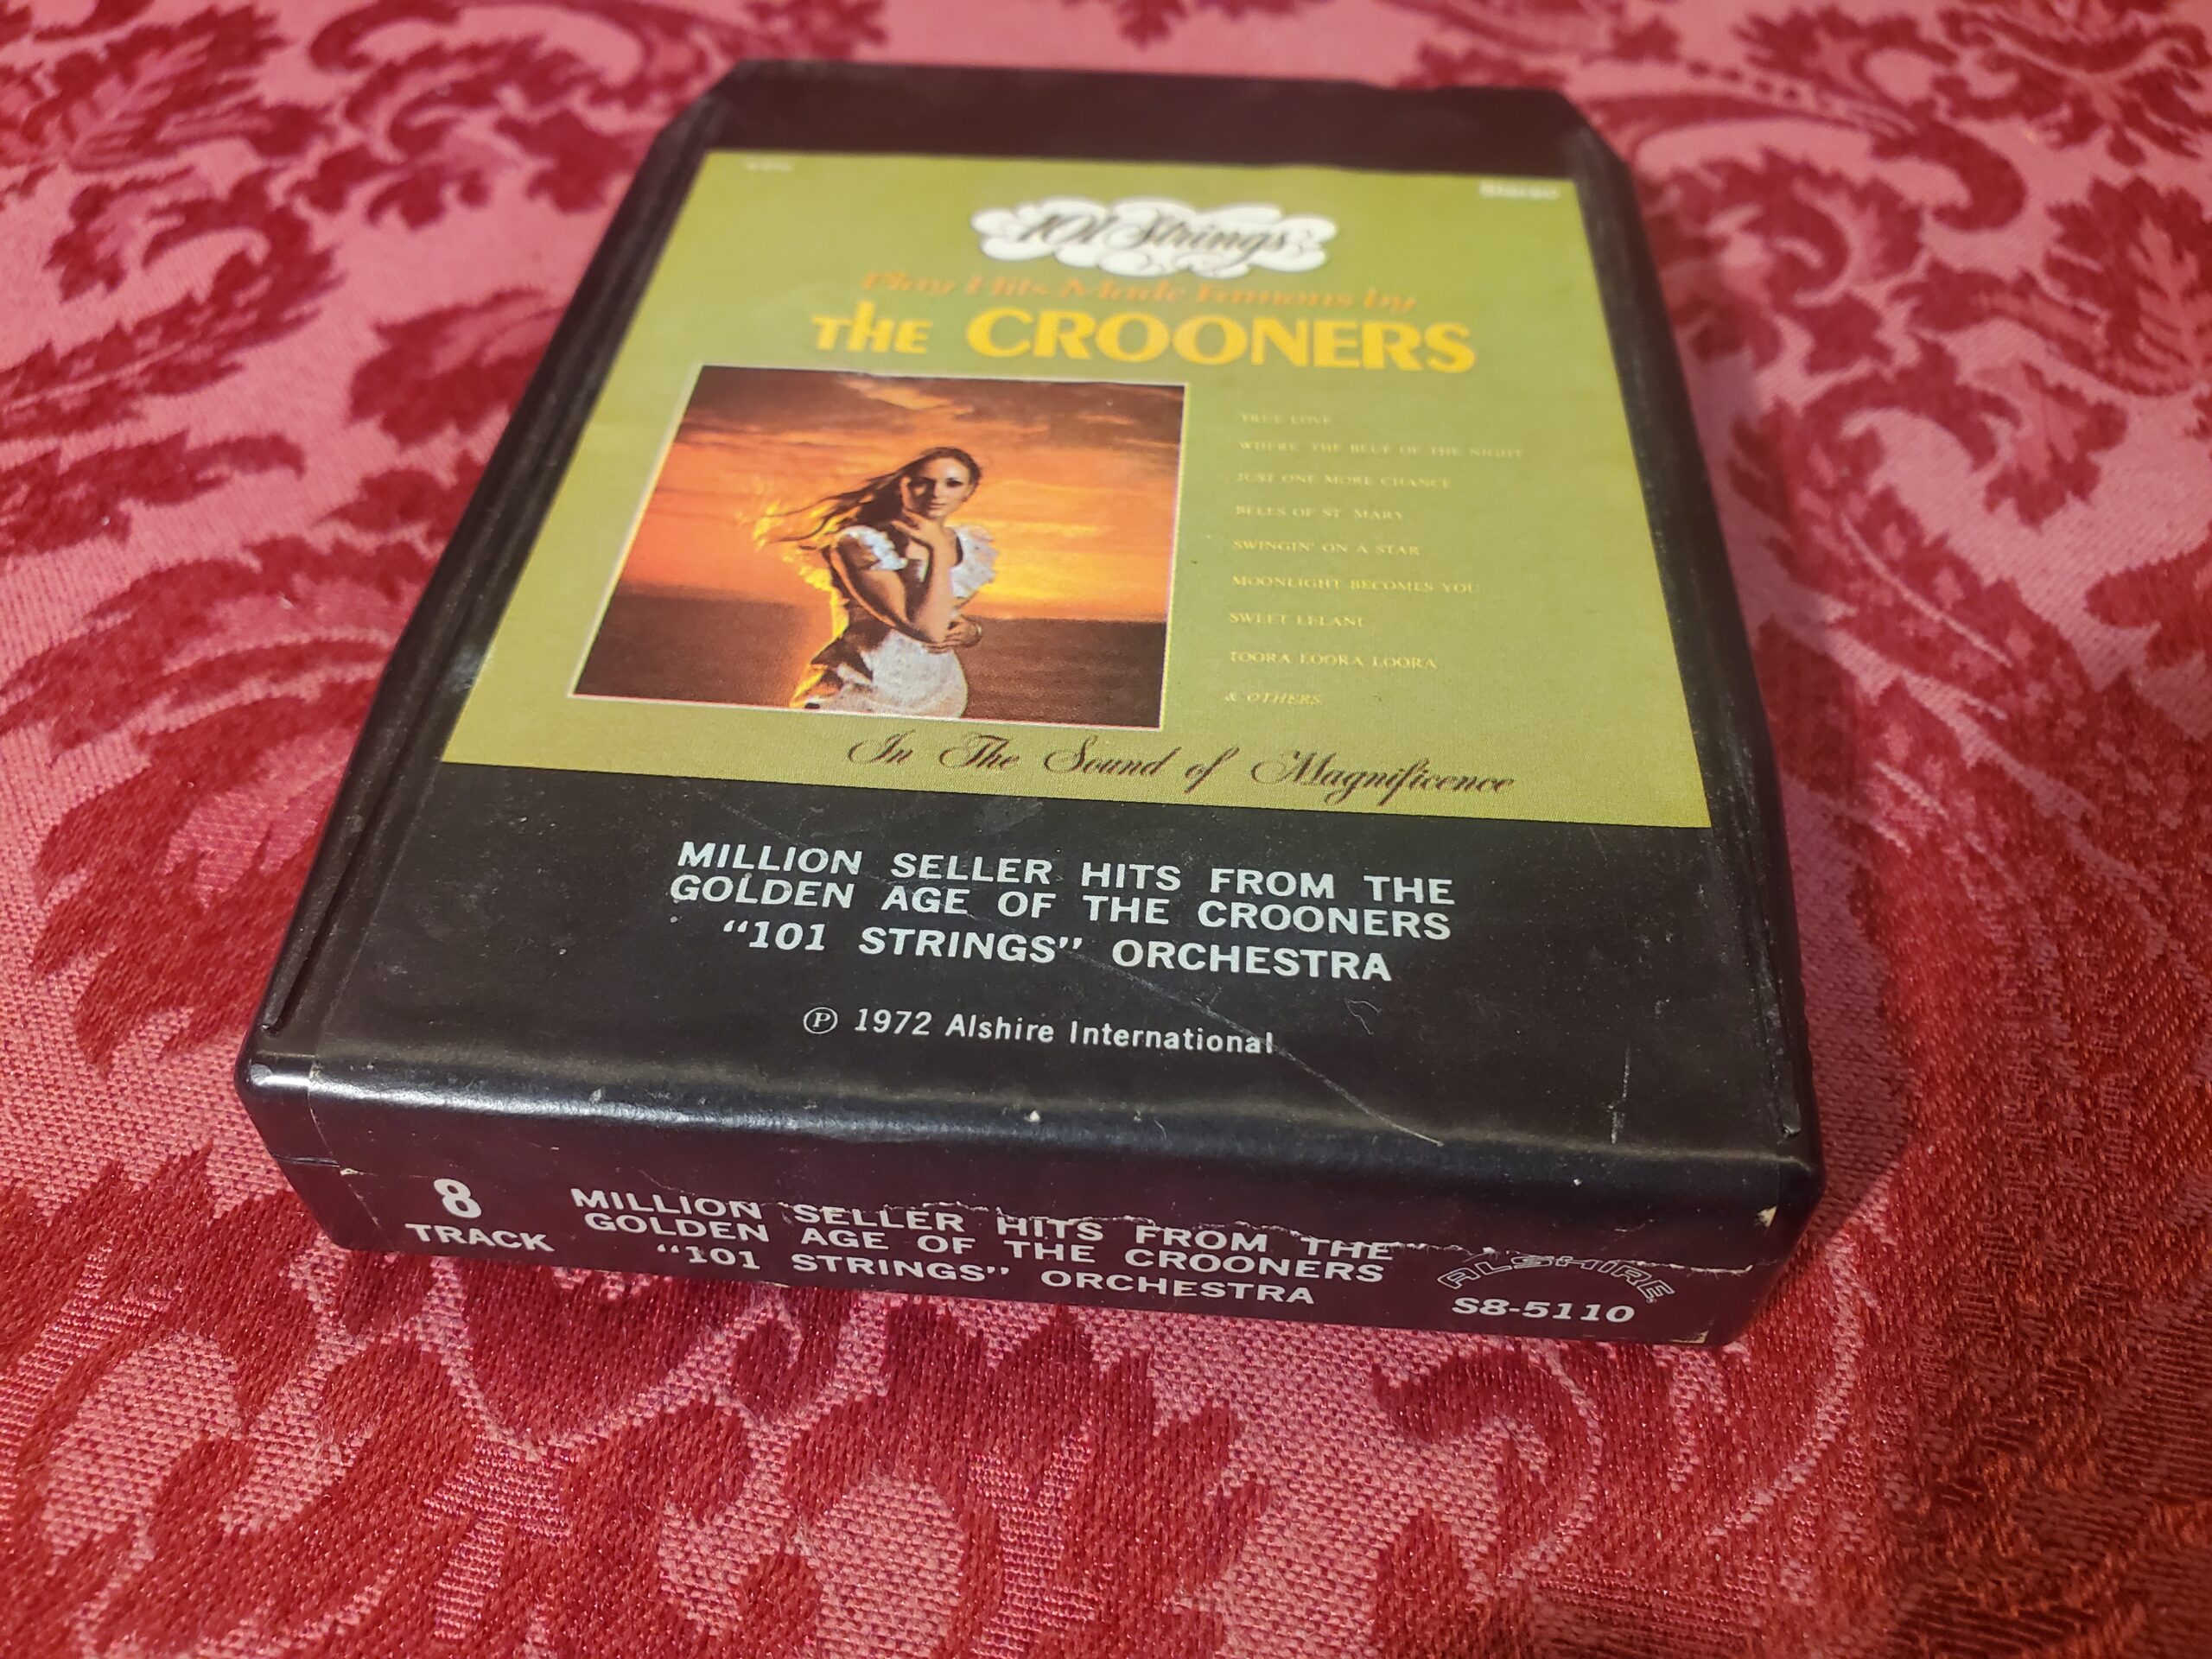 Stereo
101 Strings
Play Hits Made Famous by
THE CROONERS
TRUE LOVE
WHERE THE BLUE OF THE NIGHT
JUST ONE MORE CHANCE
BELLS OF ST MARY
SWINGIN' ON A STAR
MOONLIGHT BECOMES YOU
SWEET LELANI
TOORA LOORA LOORA
& OTHERS
In The Sound of Magnificence
MILLION SELLER HITS FROM THE
GOLDEN AGE OF THE CROONERS
“101 STRINGS” ORCHESTRA
Ⓟ 1972 Alshire International
8
TRACK
MILLION SELLER HITS FROM THE
GOLDEN AGE OF THE CROONERS
“101 STRINGS” ORCHESTRA
ALSHIRE
S8-5110